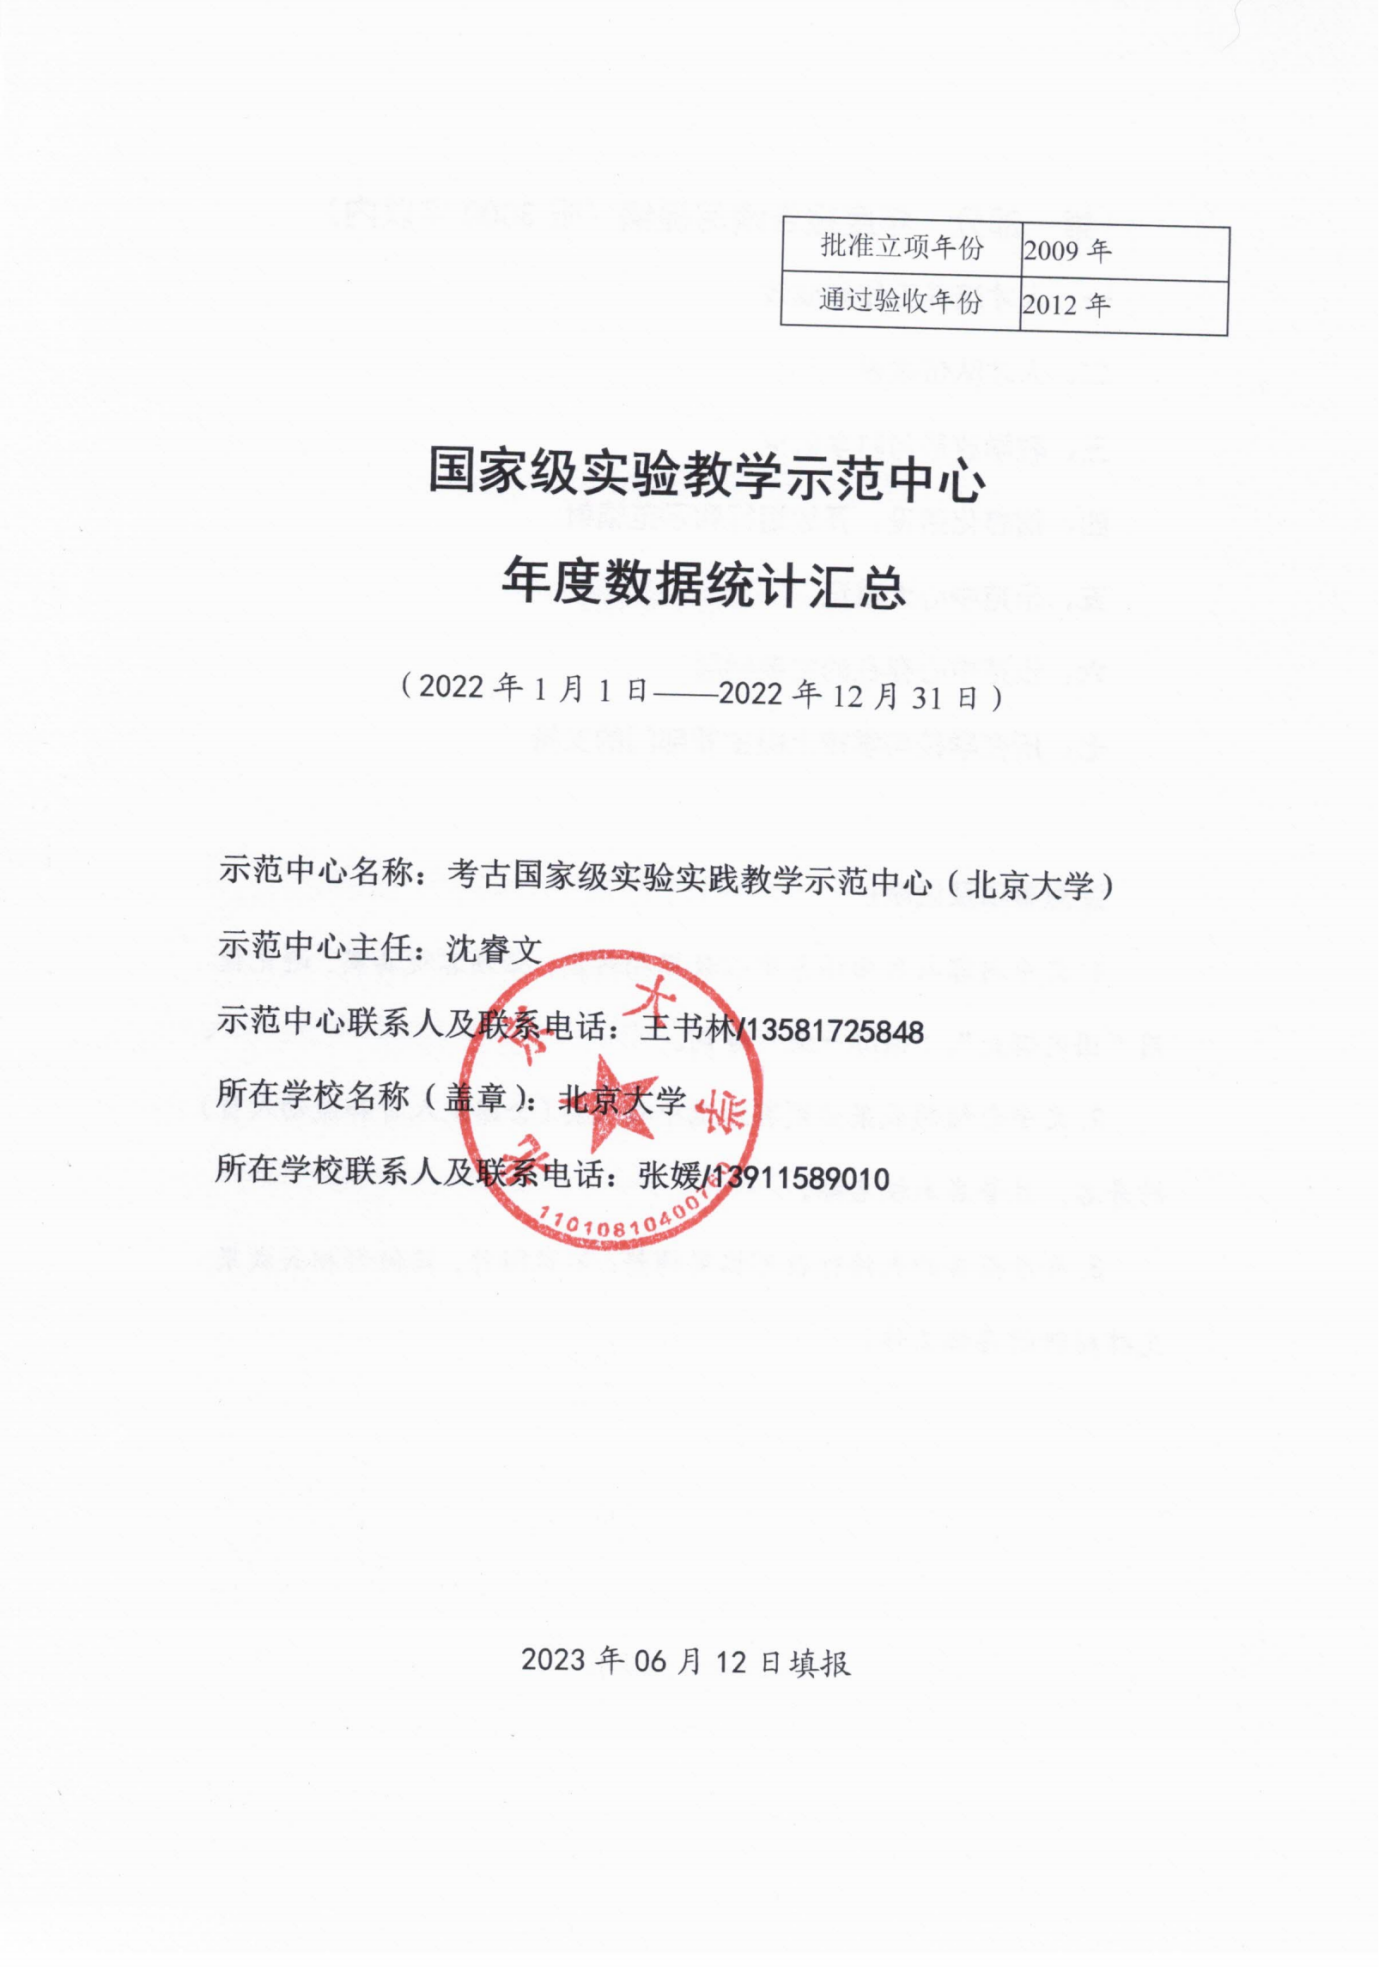 批准立项年份 2009 年
通过验收年份 2012 年
国家级实验教学示范中心
年度数据统计汇总
（2022 年 1 月 1 日——2022 年 12 月 31 日）
示范中心名称：考古国家级实验实践教学示范中心（北京大学）
示范中心主任：沈睿文
示范中心联系人及联系电话：王书林/13581725848
所在学校名称（盖章）：北京大学
所在学校联系人及联系电话：张媛/13911589010
北京大学
2023 年 06 月 12 日填报